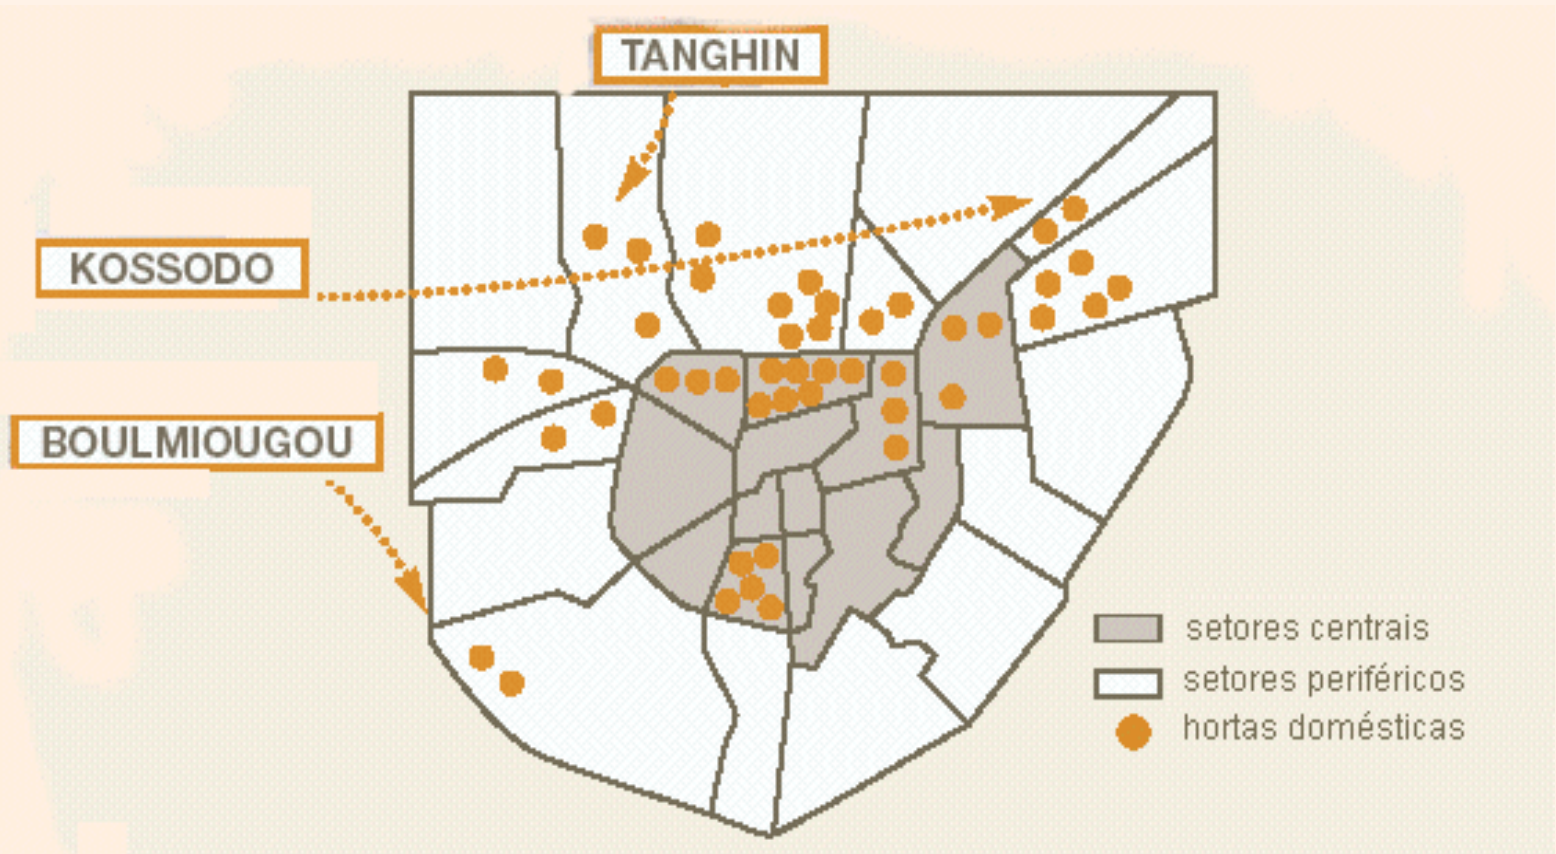 TANGHIN
KOSSODO
BOULMIOUGOU
setores centrais
setores periféricos
hortas domésticas